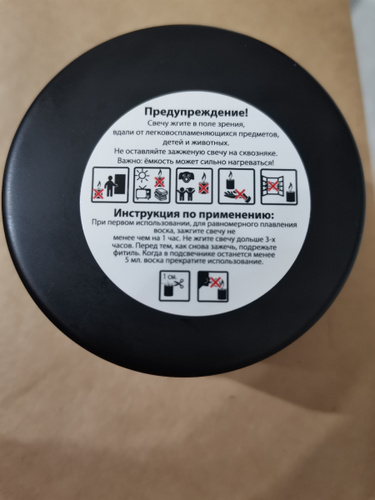 Предупреждение!
Свечу жгите в поле зрения,
вдали от легковоспламеняющихся предметов,
детей и животных.
Не оставляйте зажженую свечу на сквозняке.
Важно: ёмкость может сильно нагреваться!
Инструкция по применению:
При первом использовании, для равномерного плавления
воска, зажгите свечу не
менее чем на 1 час. Не жгите свечу дольше 3-х
часов. Перед тем, как снова зажечь, подрежьте
фитиль. Когда в подсвечнике останется менее
5 мл. воска прекратите использование.
1 см.